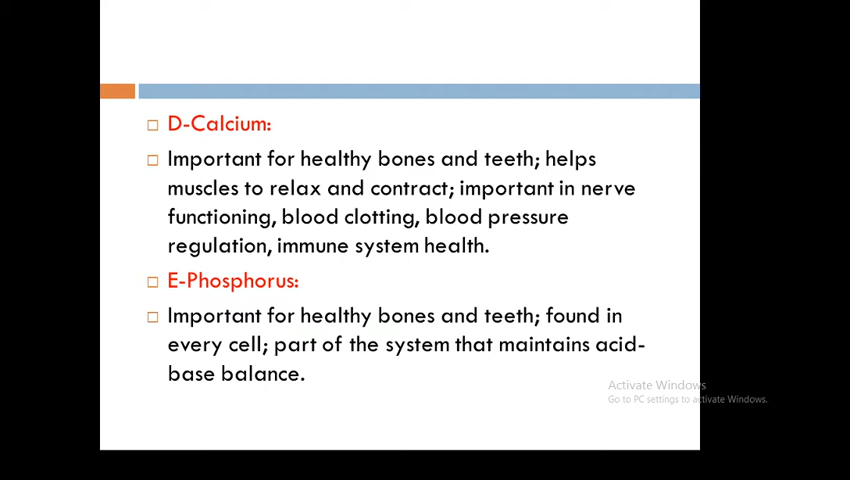 D-Calcium:
Important for healthy bones and teeth; helps
muscles to relax and contract; important in nerve
functioning, blood clotting, blood pressure
regulation, immune system health.
E-Phosphorus:
Important for healthy bones and teeth; found in
every cell; part of the system that maintains acid-
base balance.
Activate Windows
Go to PC settings to activate Windows.